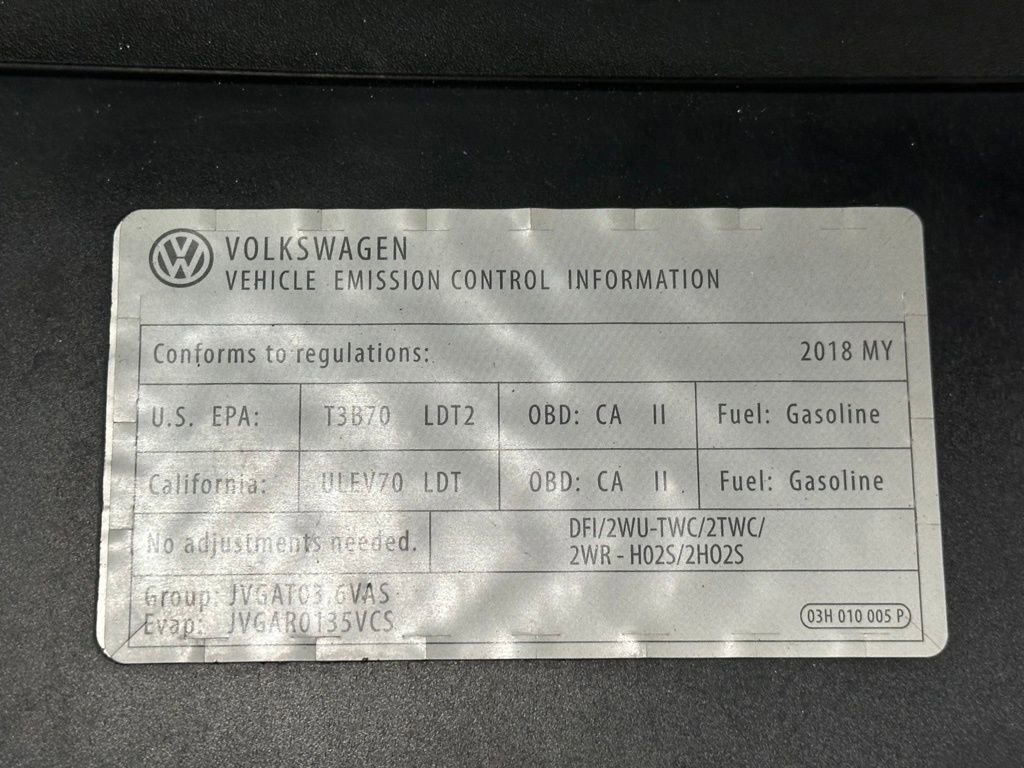 VOLKSWAGEN
VEHICLE EMISSION CONTROL INFORMATION
Conforms to regulations: 2018 MY
U.S. EPA: T3B70 LDT2 OBD: CA II Fuel: Gasoline
California: ULEV70 LDT OBD: CA II Fuel: Gasoline
No adjustments needed. DFI/2WU-TWC/2TWC/
2WR - HO2S/2HO2S
Group: JVGAT03.6VAS
Evap: JVGAR0135VCS
03H 010 005 P